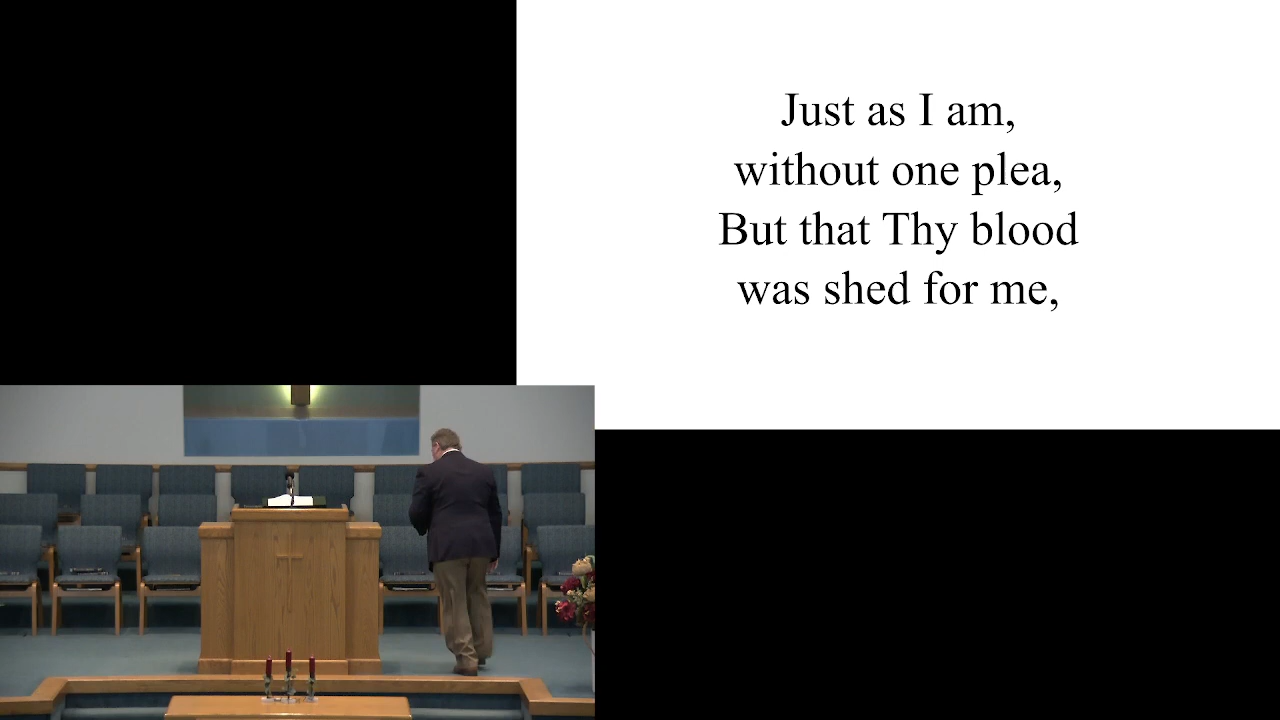 Just as I am,
without one plea,
But that Thy blood
was shed for me,